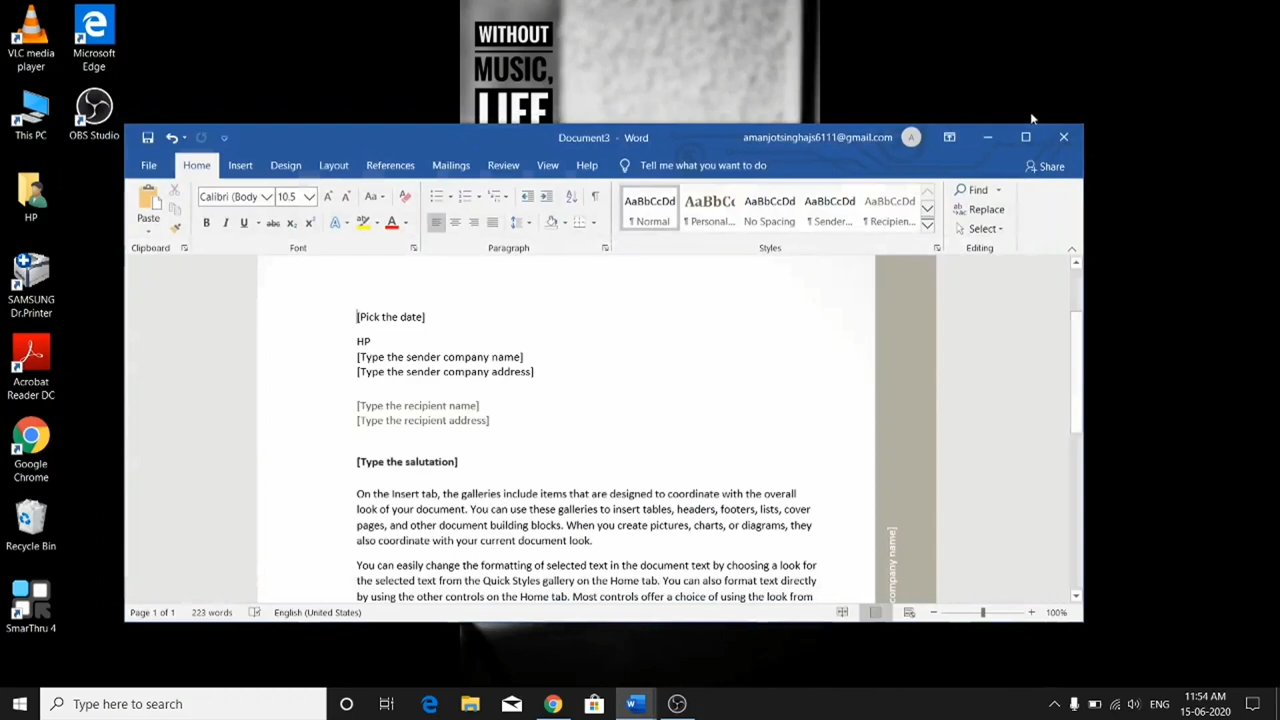 WITHOUT
MUSIC,
LIFE
VLC media
player
Microsoft
Edge
This PC
OBS Studio
HP
SAMSUNG
Dr.Printer
Acrobat
Reader DC
Google
Chrome
Recycle Bin
SmarThru 4
Document3 - Word
amanjotsinghajs6111@gmail.com
A
File
Home
Insert
Design
Layout
References
Mailings
Review
View
Help
Tell me what you want to do
Share
Paste
Clipboard
Calibri (Body
10.5
Font
Paragraph
AaBbCcDd
¶ Normal
AaBbCc
¶ Personal...
AaBbCcDd
No Spacing
AaBbCcDd
¶ Sender...
AaBbCcDd
¶ Recipien...
Styles
Find
Replace
Select
Editing
[Pick the date]
HP
[Type the sender company name]
[Type the sender company address]
[Type the recipient name]
[Type the recipient address]
[Type the salutation]
On the Insert tab, the galleries include items that are designed to coordinate with the overall
look of your document. You can use these galleries to insert tables, headers, footers, lists, cover
pages, and other document building blocks. When you create pictures, charts, or diagrams, they
also coordinate with your current document look.
You can easily change the formatting of selected text in the document text by choosing a look for
the selected text from the Quick Styles gallery on the Home tab. You can also format text directly
by using the other controls on the Home tab. Most controls offer a choice of using the look from
company name]
Page 1 of 1
223 words
English (United States)
100%
Type here to search
ENG
11:54 AM
15-06-2020